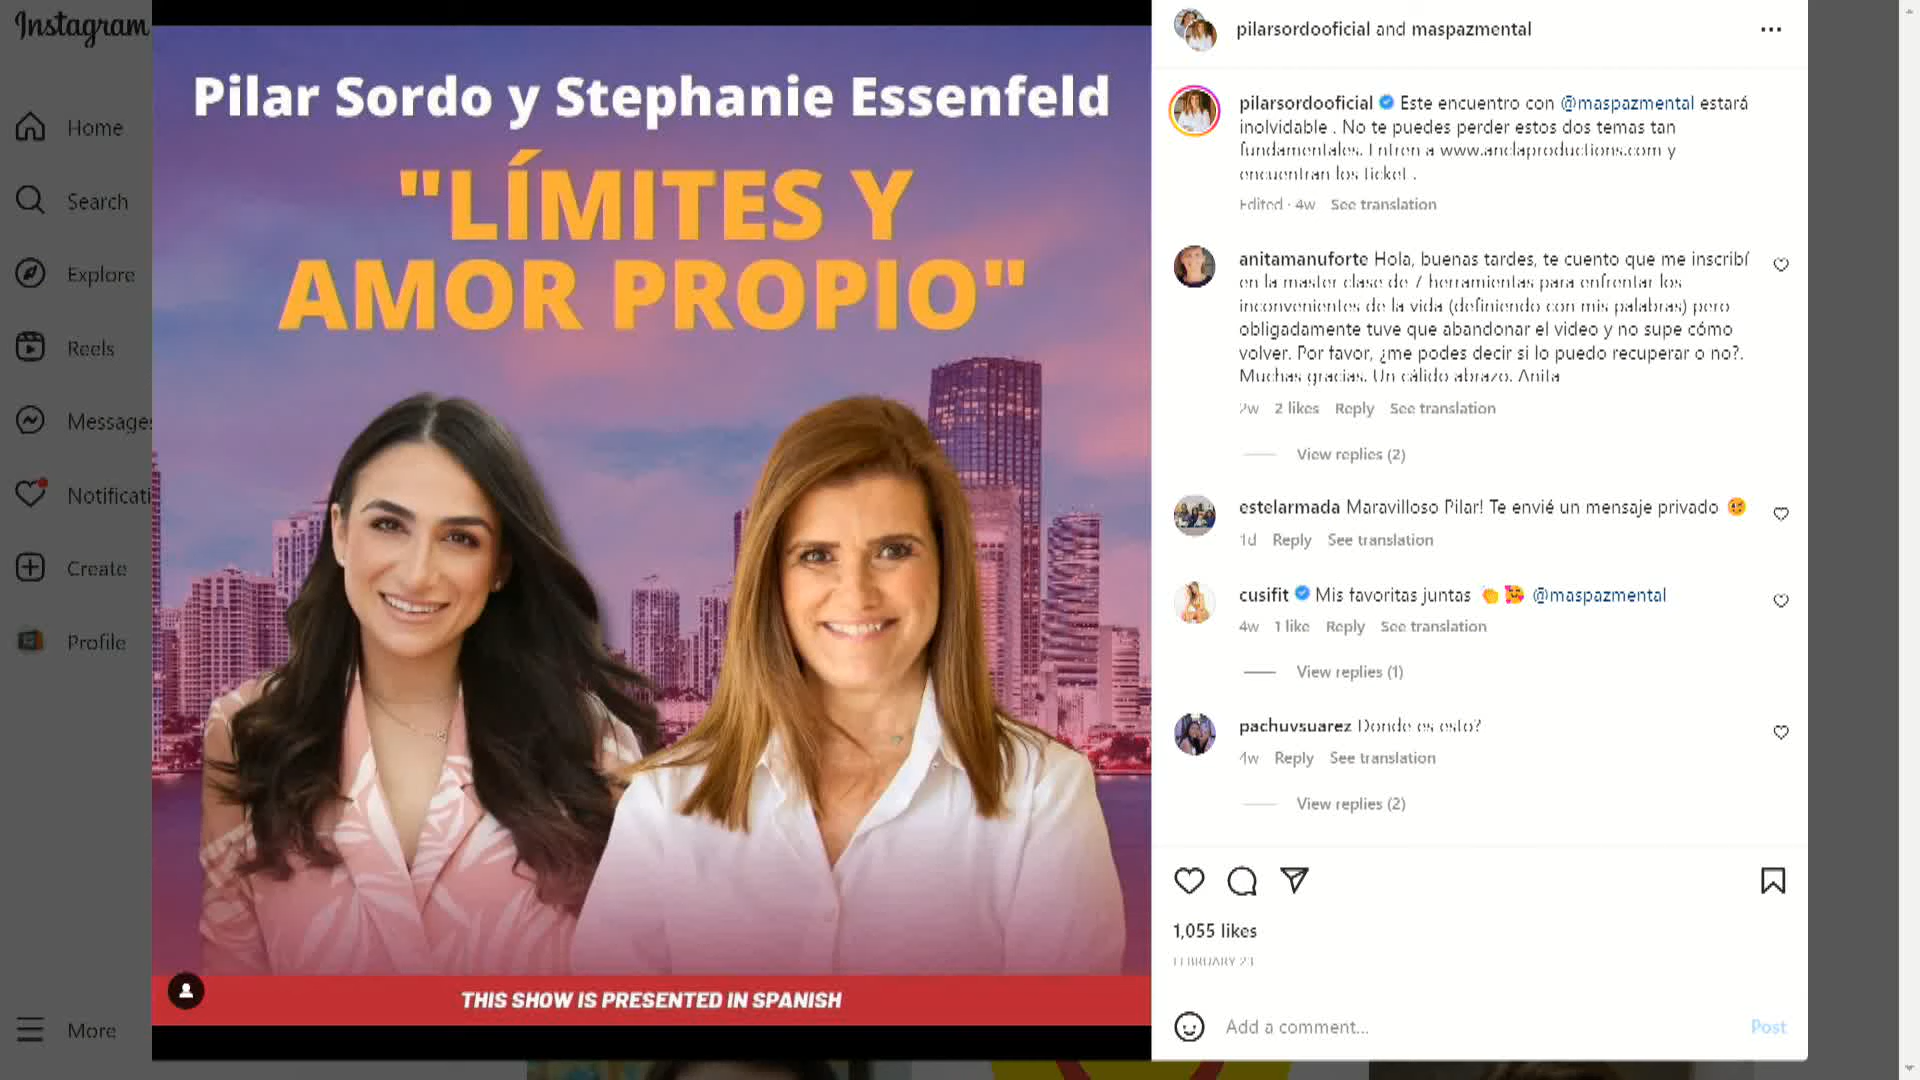 Instagram
Home
Search
Explore
Reels
Messages
Notificati
Create
Profile
More
Pilar Sordo y Stephanie Essenfeld
"LÍMITES Y
AMOR PROPIO"
THIS SHOW IS PRESENTED IN SPANISH
pilarsordooficial and maspazmental
pilarsordooficial Este encuentro con @maspazmental estará
inolvidable . No te puedes perder estos dos temas tan
fundamentales. Entren a www.anclaproductions.com y
encuentran los ticket .
Edited · 4w See translation
anitamanuforte Hola, buenas tardes, te cuento que me inscribí
en la master clase de 7 herramientas para enfrentar los
inconvenientes de la vida (definiendo con mis palabras) pero
obligadamente tuve que abandonar el video y no supe cómo
volver. Por favor, ¿me podes decir si lo puedo recuperar o no?.
Muchas gracias. Un cálido abrazo. Anita
2w 2 likes Reply See translation
View replies (2)
estelarmada Maravilloso Pilar! Te envié un mensaje privado 🥰
1d Reply See translation
cusifit Mis favoritas juntas 👏🥰 @maspazmental
4w 1 like Reply See translation
View replies (1)
pachuvsuarez Donde es esto?
4w Reply See translation
View replies (2)
1,055 likes
FEBRUARY 23
Add a comment...
Post